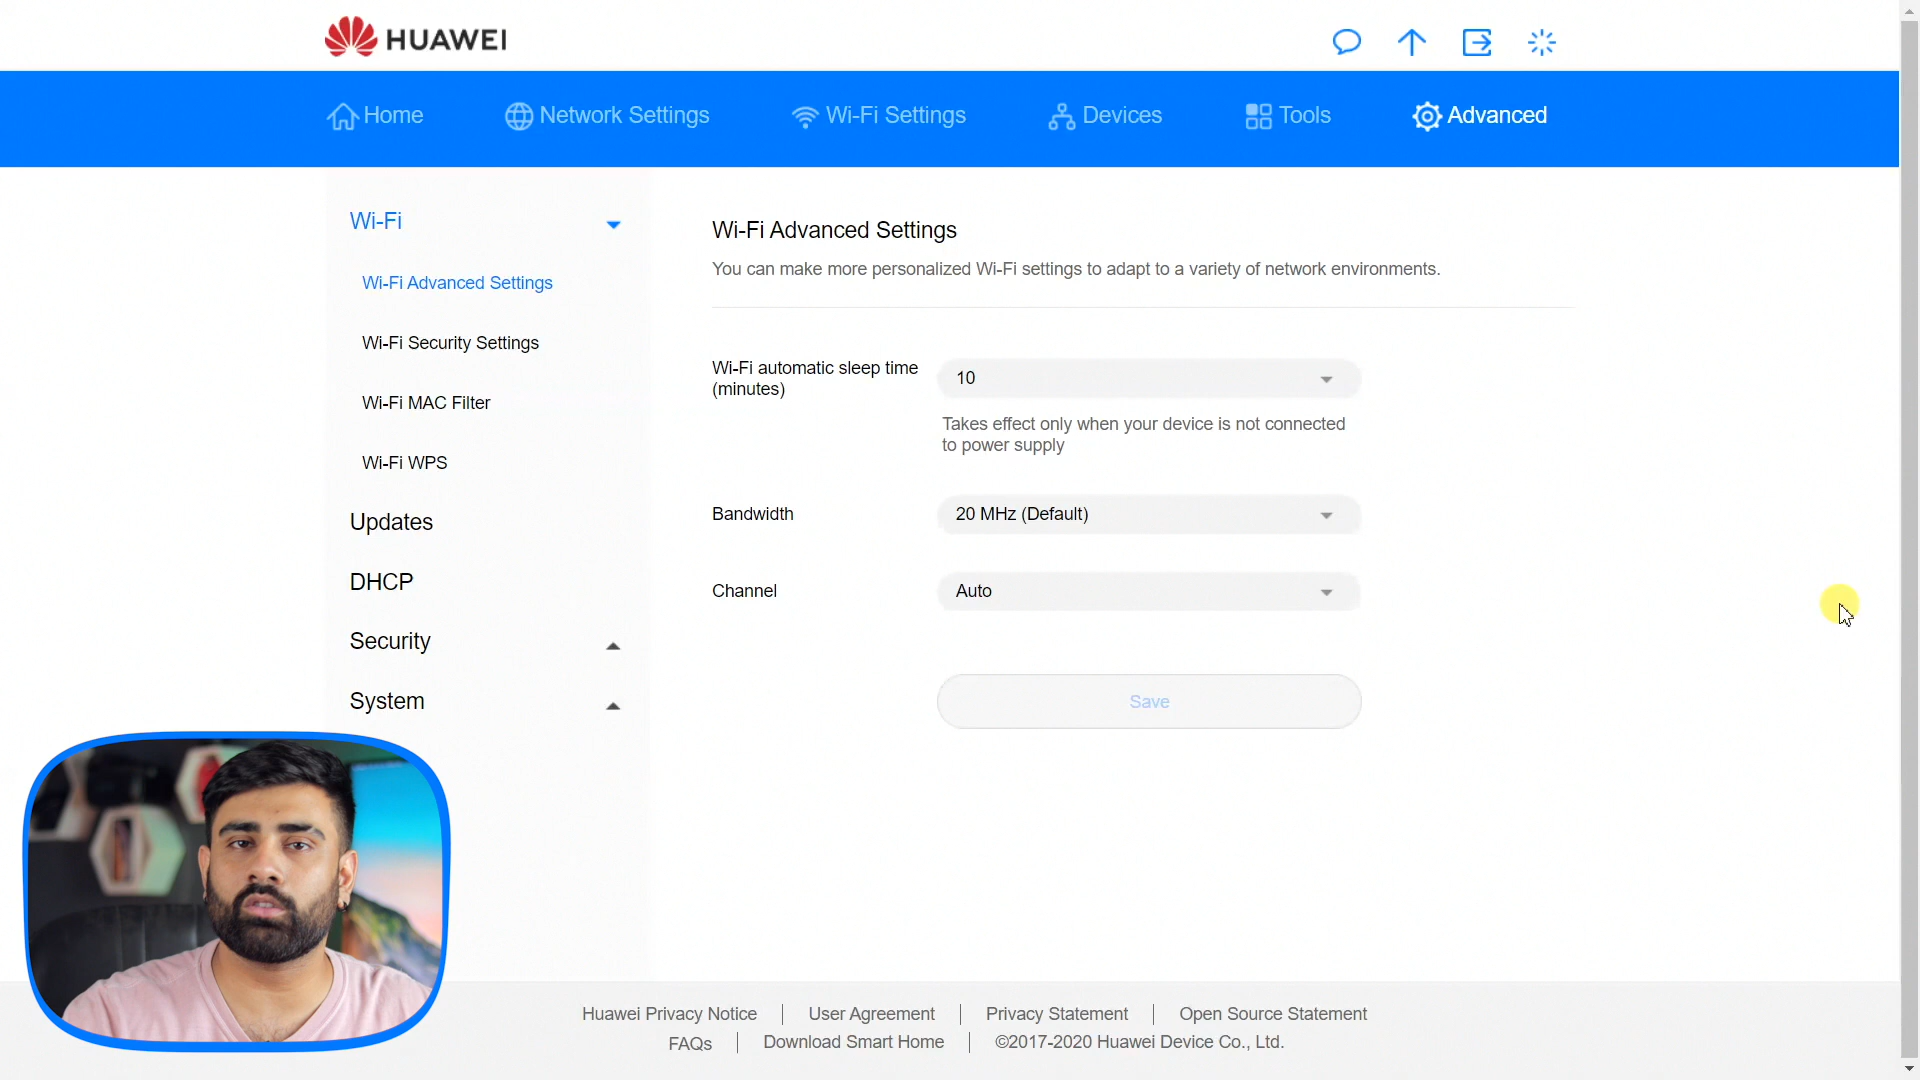 HUAWEI
Home
Network Settings
Wi-Fi Settings
Devices
Tools
Advanced
Wi-Fi
Wi-Fi Advanced Settings
Wi-Fi Security Settings
Wi-Fi MAC Filter
Wi-Fi WPS
Updates
DHCP
Security
System
Wi-Fi Advanced Settings
You can make more personalized Wi-Fi settings to adapt to a variety of network environments.
Wi-Fi automatic sleep time
(minutes)
10
Takes effect only when your device is not connected
to power supply
Bandwidth
20 MHz (Default)
Channel
Auto
Save
Huawei Privacy Notice
User Agreement
Privacy Statement
Open Source Statement
FAQs
Download Smart Home
©2017-2020 Huawei Device Co., Ltd.